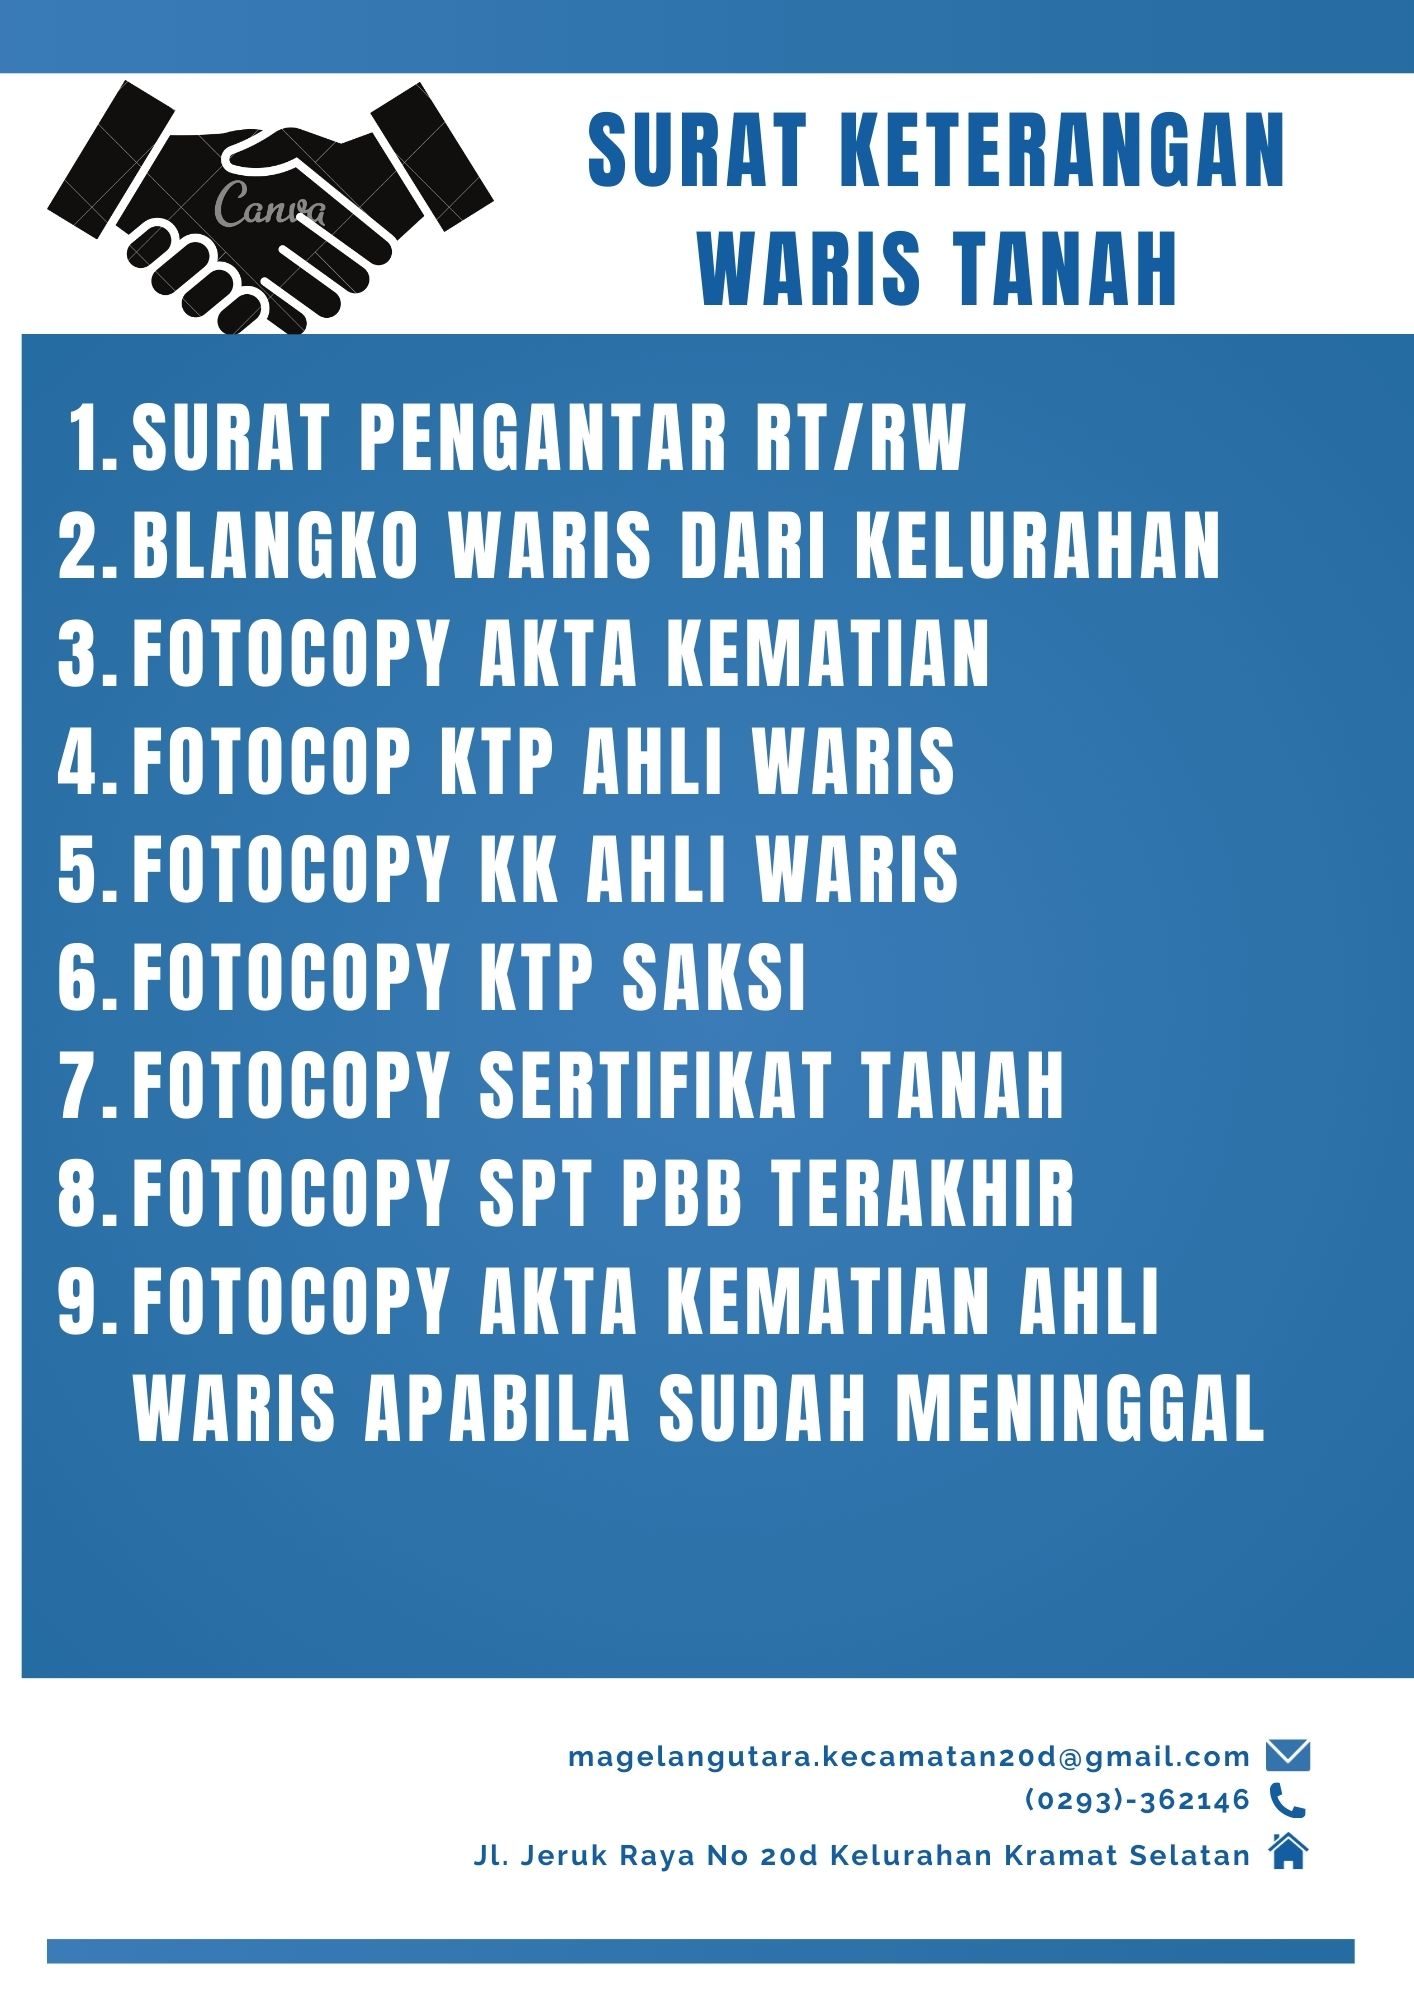 Canva
SURAT KETERANGAN
WARIS TANAH
1. SURAT PENGANTAR RT/RW
2. BLANGKO WARIS DARI KELURAHAN
3. FOTOCOPY AKTA KEMATIAN
4. FOTOCOP KTP AHLI WARIS
5. FOTOCOPY KK AHLI WARIS
6. FOTOCOPY KTP SAKSI
7. FOTOCOPY SERTIFIKAT TANAH
8. FOTOCOPY SPT PBB TERAKHIR
9. FOTOCOPY AKTA KEMATIAN AHLI
WARIS APABILA SUDAH MENINGGAL
magelangutara.kecamatan20d@gmail.com
(0293)-362146
Jl. Jeruk Raya No 20d Kelurahan Kramat Selatan